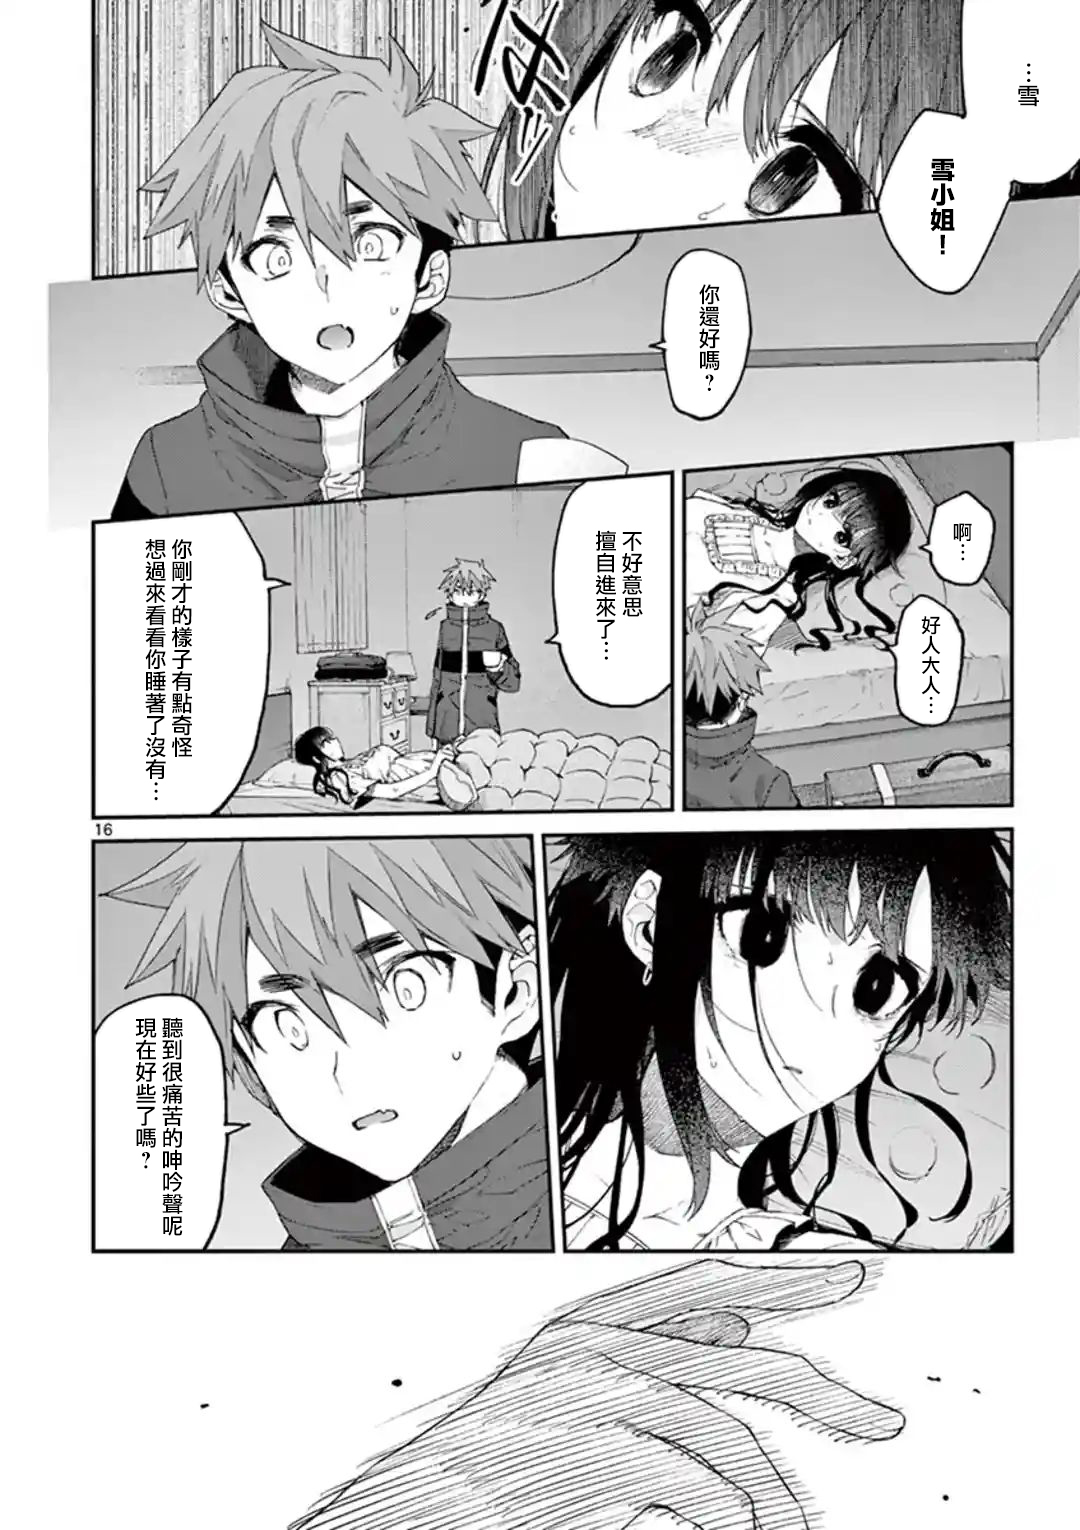 …雪
雪小姐！
はっ
你還好嗎？
啊…
好人大人…
不好意思
擅自進來了…
你剛才的樣子有點奇怪
想過來看看你睡著了沒有…
16
聽到很痛苦的呻吟聲呢
現在好些了嗎？